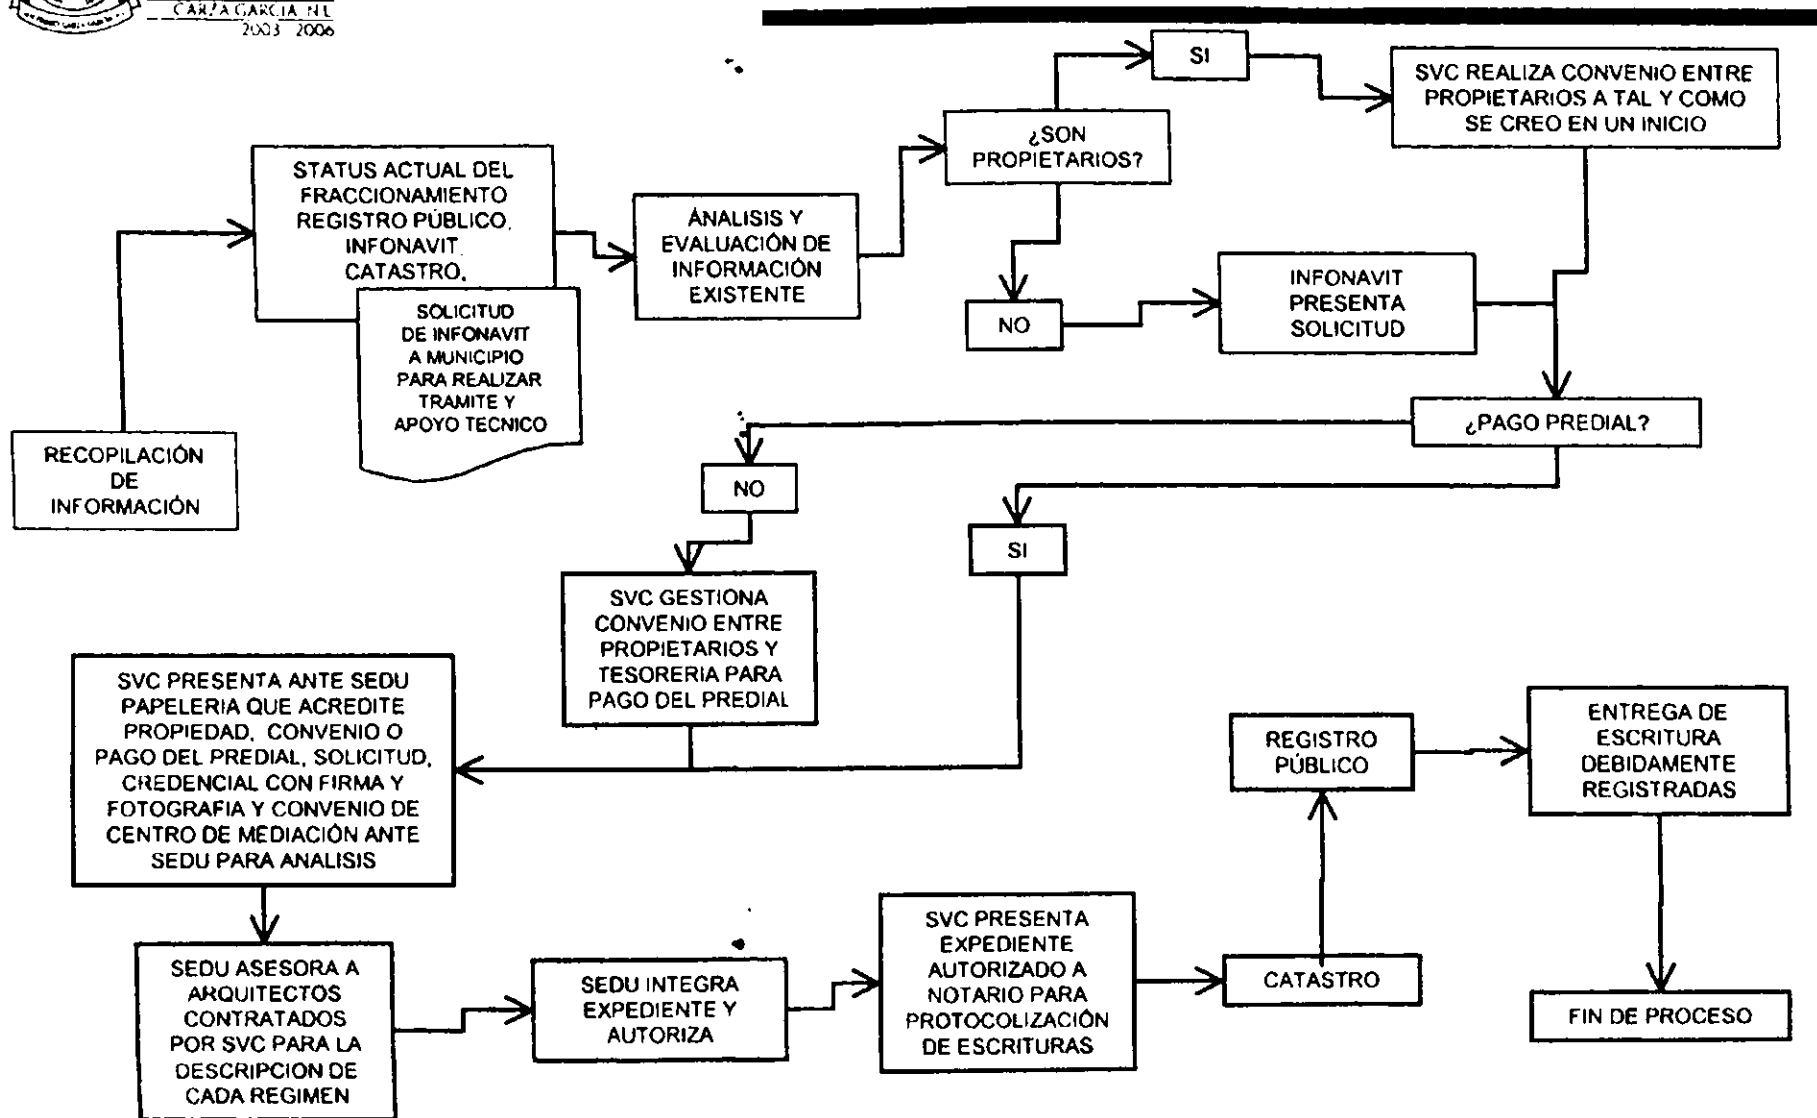 GARZA GARCIA, N.L.
2003 2006
SI
SVC REALIZA CONVENIO ENTRE
PROPIETARIOS A TAL Y COMO
SE CREO EN UN INICIO
¿SON
PROPIETARIOS?
STATUS ACTUAL DEL
FRACCIONAMIENTO
REGISTRO PÚBLICO,
INFONAVIT,
CATASTRO,
ÁNALISIS Y
EVALUACIÓN DE
INFORMACIÓN
EXISTENTE
SOLICITUD
DE INFONAVIT
A MUNICIPIO
PARA REALIZAR
TRAMITE Y
APOYO TECNICO
NO
INFONAVIT
PRESENTA
SOLICITUD
RECOPILACIÓN
DE
INFORMACIÓN
¿PAGO PREDIAL?
NO
SI
SVC GESTIONA
CONVENIO ENTRE
PROPIETARIOS Y
TESORERIA PARA
PAGO DEL PREDIAL
SVC PRESENTA ANTE SEDU
PAPELERIA QUE ACREDITE
PROPIEDAD, CONVENIO O
PAGO DEL PREDIAL, SOLICITUD,
CREDENCIAL CON FIRMA Y
FOTOGRAFIA Y CONVENIO DE
CENTRO DE MEDIACIÓN ANTE
SEDU PARA ANALISIS
SEDU ASESORA A
ARQUITECTOS
CONTRATADOS
POR SVC PARA LA
DESCRIPCION DE
CADA REGIMEN
SEDU INTEGRA
EXPEDIENTE Y
AUTORIZA
SVC PRESENTA
EXPEDIENTE
AUTORIZADO A
NOTARIO PARA
PROTOCOLIZACIÓN
DE ESCRITURAS
CATASTRO
REGISTRO
PÚBLICO
ENTREGA DE
ESCRITURA
DEBIDAMENTE
REGISTRADAS
FIN DE PROCESO